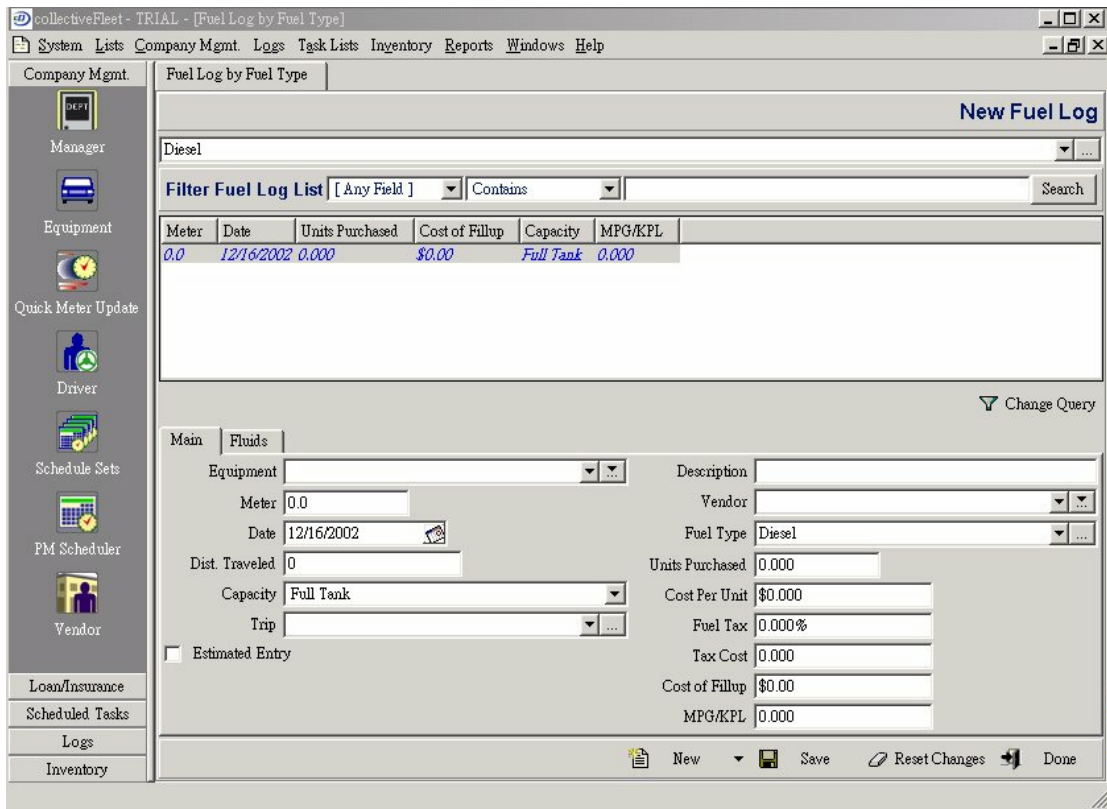 collectiveFleet - TRIAL - [Fuel Log by Fuel Type]
System Lists Company Mgmt. Logs Task Lists Inventory Reports Windows Help
Company Mgmt.
DEPT
Manager
Equipment
Quick Meter Update
Driver
Schedule Sets
PM Scheduler
Vendor
Loan/Insurance
Scheduled Tasks
Logs
Inventory
Fuel Log by Fuel Type
New Fuel Log
Diesel ...
Filter Fuel Log List [ Any Field ] Contains Search
Meter Date Units Purchased Cost of Fillup Capacity MPG/KPL
0.0 12/16/2002 0.000 $0.00 Full Tank 0.000
Change Query
Main Fluids
Equipment
Meter 0.0
Date 12/16/2002
Dist. Traveled 0
Capacity Full Tank
Trip ...
Estimated Entry
Description
Vendor
Fuel Type Diesel ...
Units Purchased 0.000
Cost Per Unit $0.000
Fuel Tax 0.000%
Tax Cost 0.000
Cost of Fillup $0.00
MPG/KPL 0.000
New Save Reset Changes Done